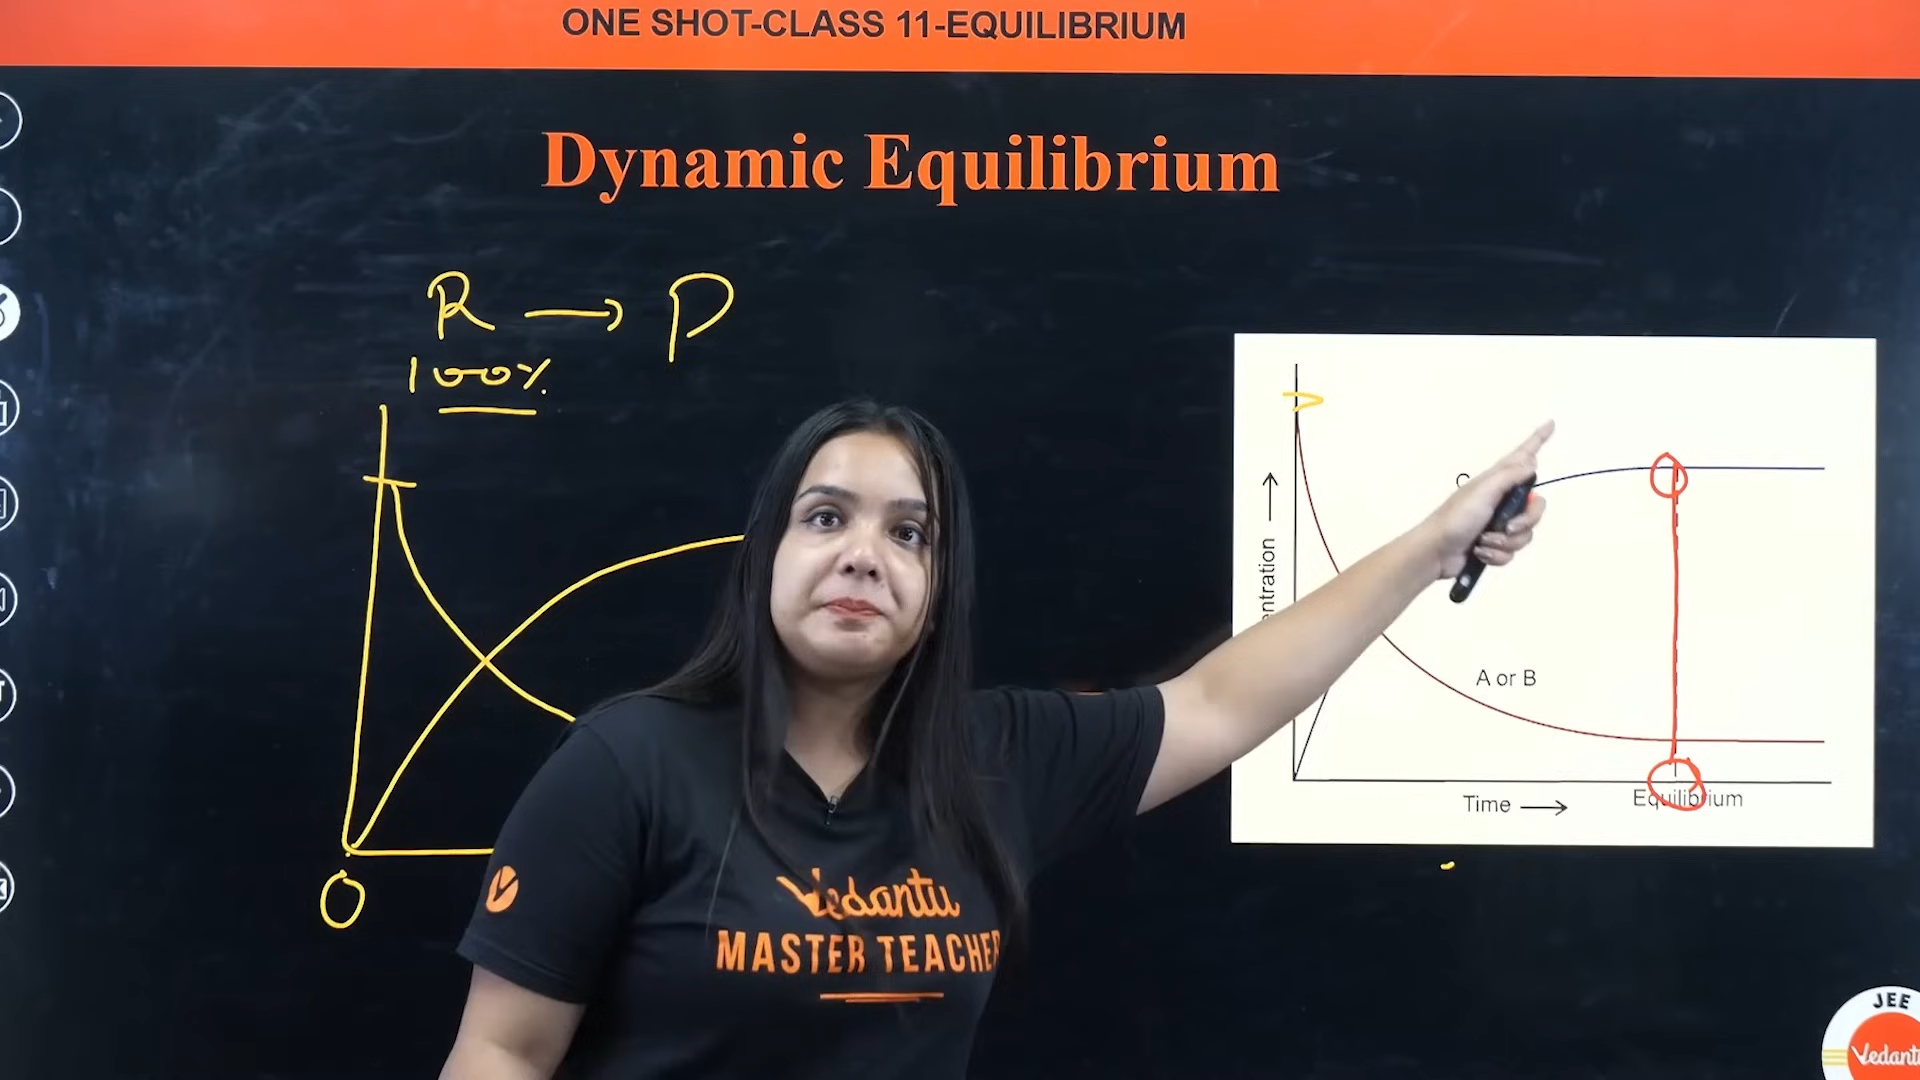 ONE SHOT-CLASS 11-EQUILIBRIUM
Dynamic Equilibrium
R → P
100%
O
A or B
Time →
Equilibrium
Vedantu
MASTER TEACHER
JEE
Vedantu